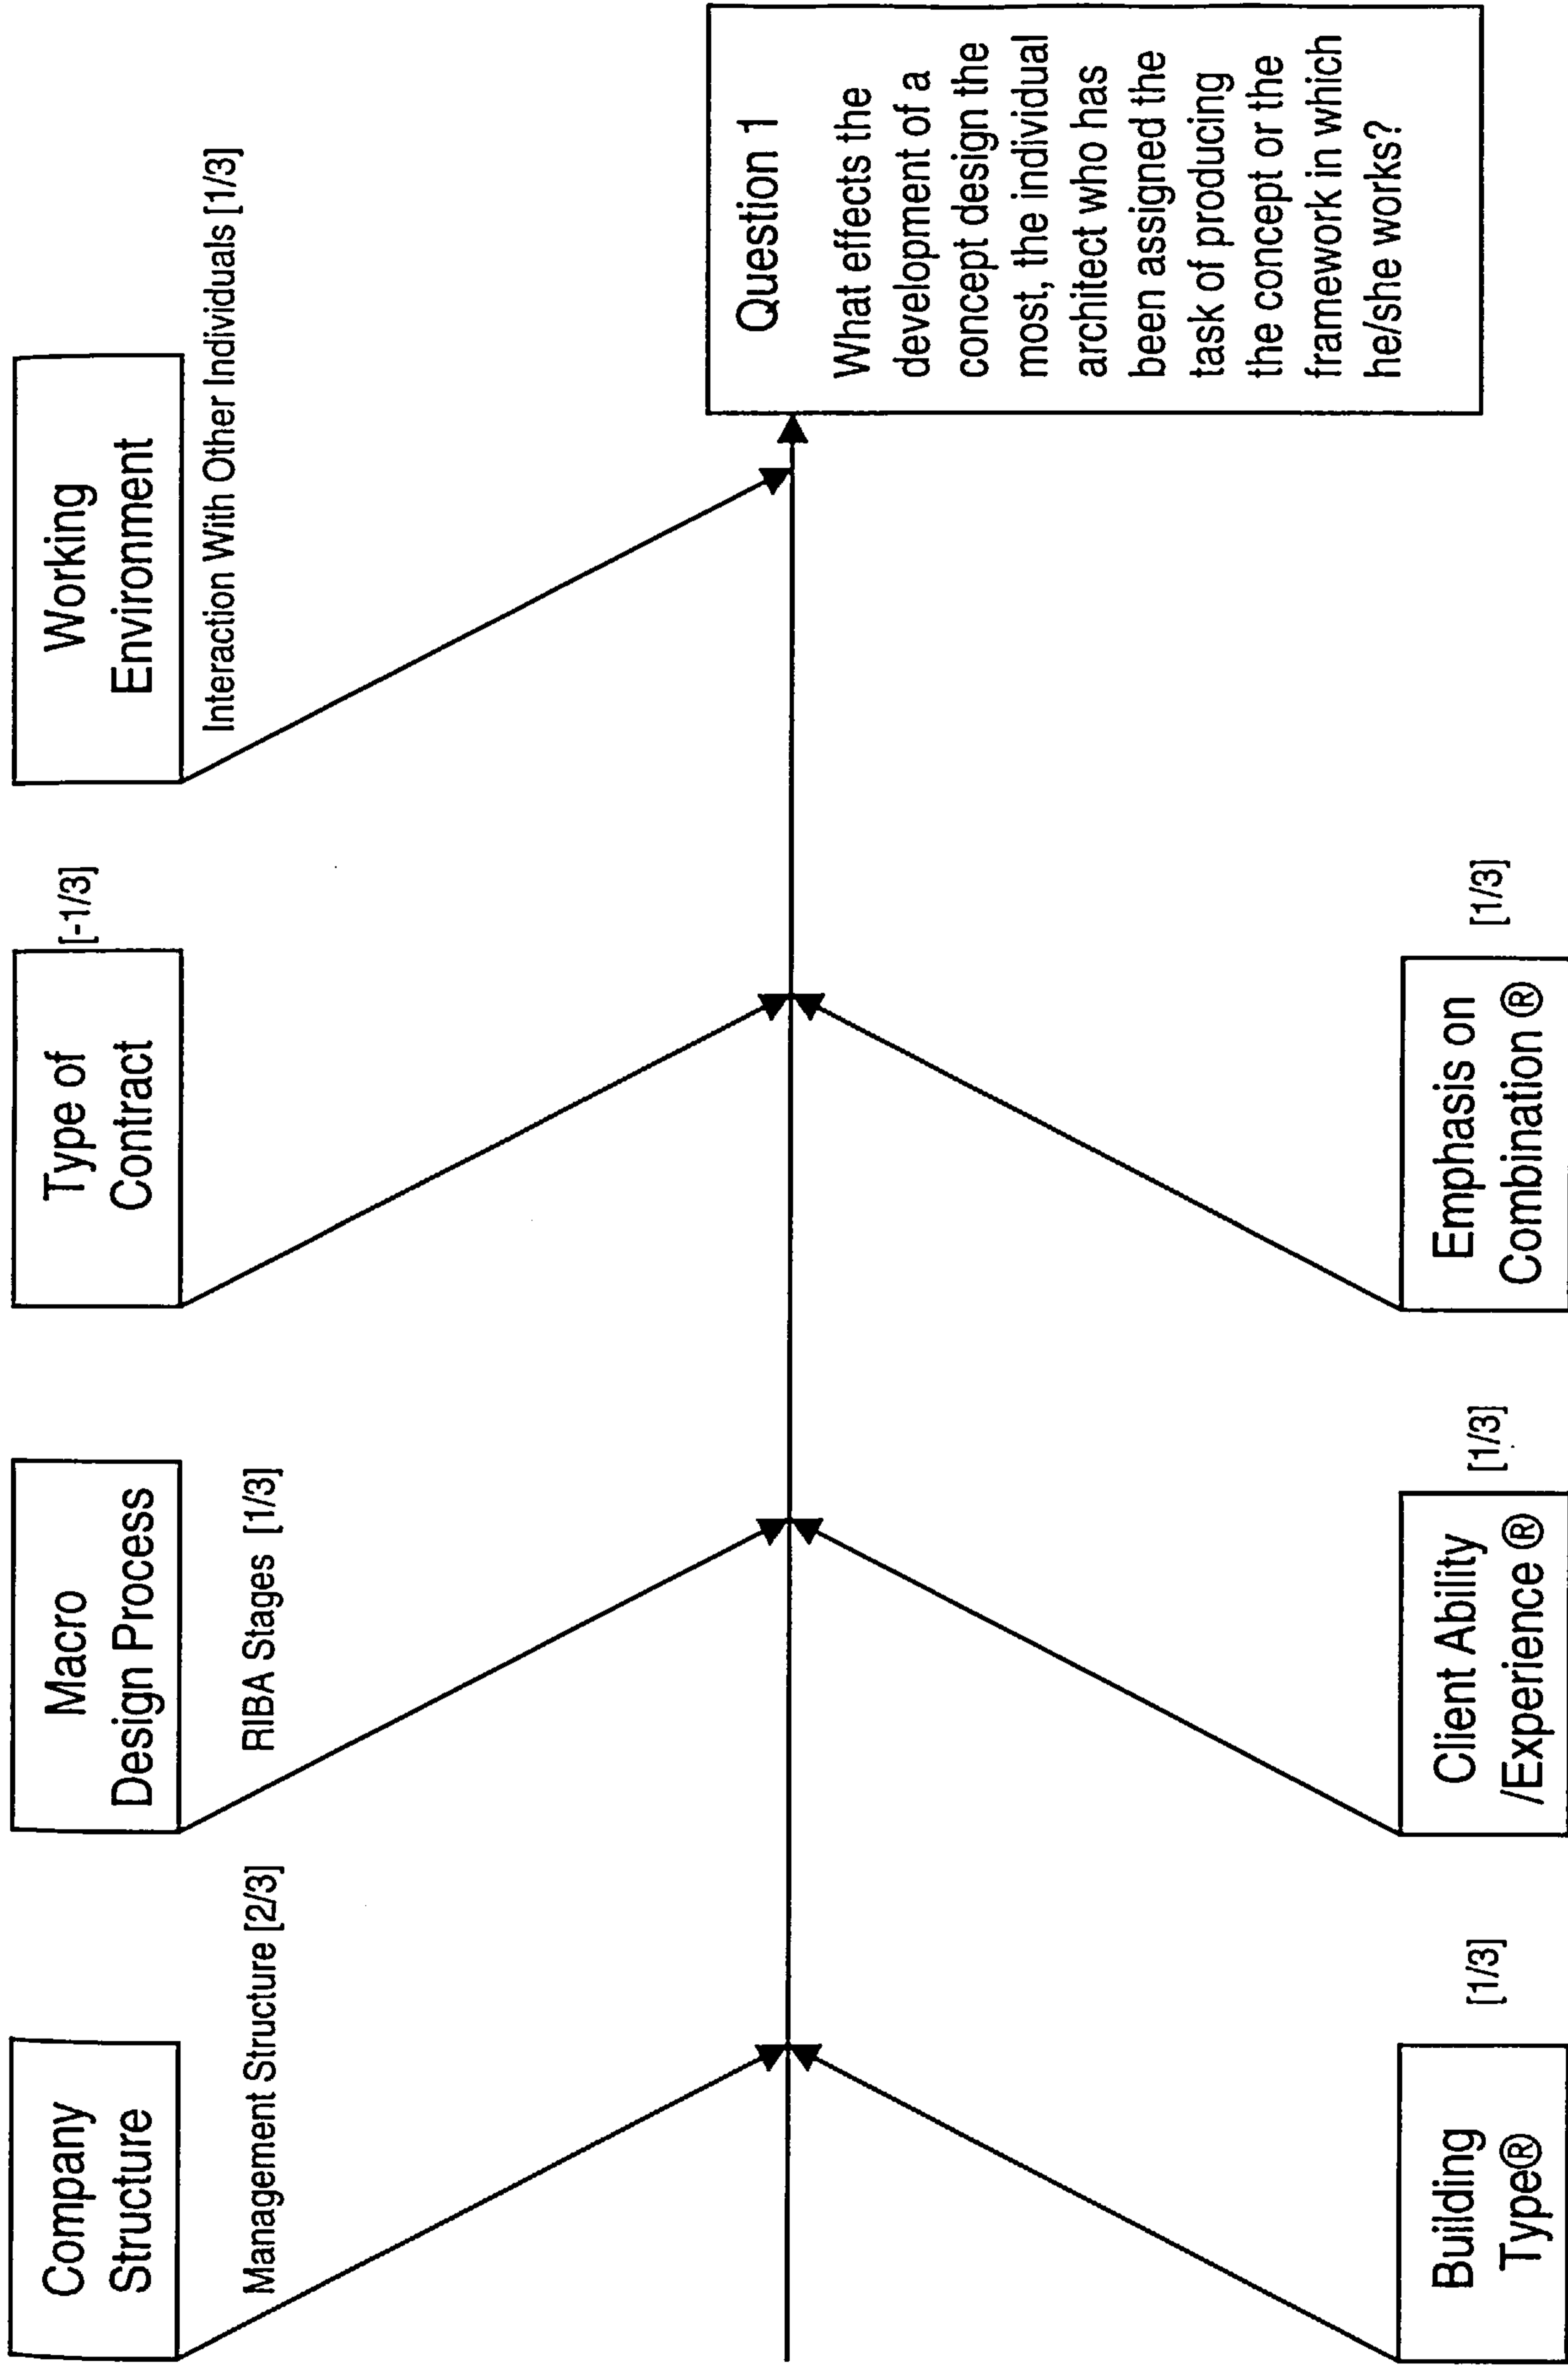 Company
Structure
Management Structure [2/3]
Macro
Design Process
RIBA Stages [1/3]
Type of
Contract
[-1/3]
Working
Environment
Interaction With Other Individuals [1/3]
Question 1
What effects the
development of a
concept design the
most, the individual
architect who has
been assigned the
task of producing
the concept or the
framework in which
he/she works?
Building
Type®
[1/3]
Client Ability
/Experience ®
[1/3]
Emphasis on
Combination ®
[1/3]